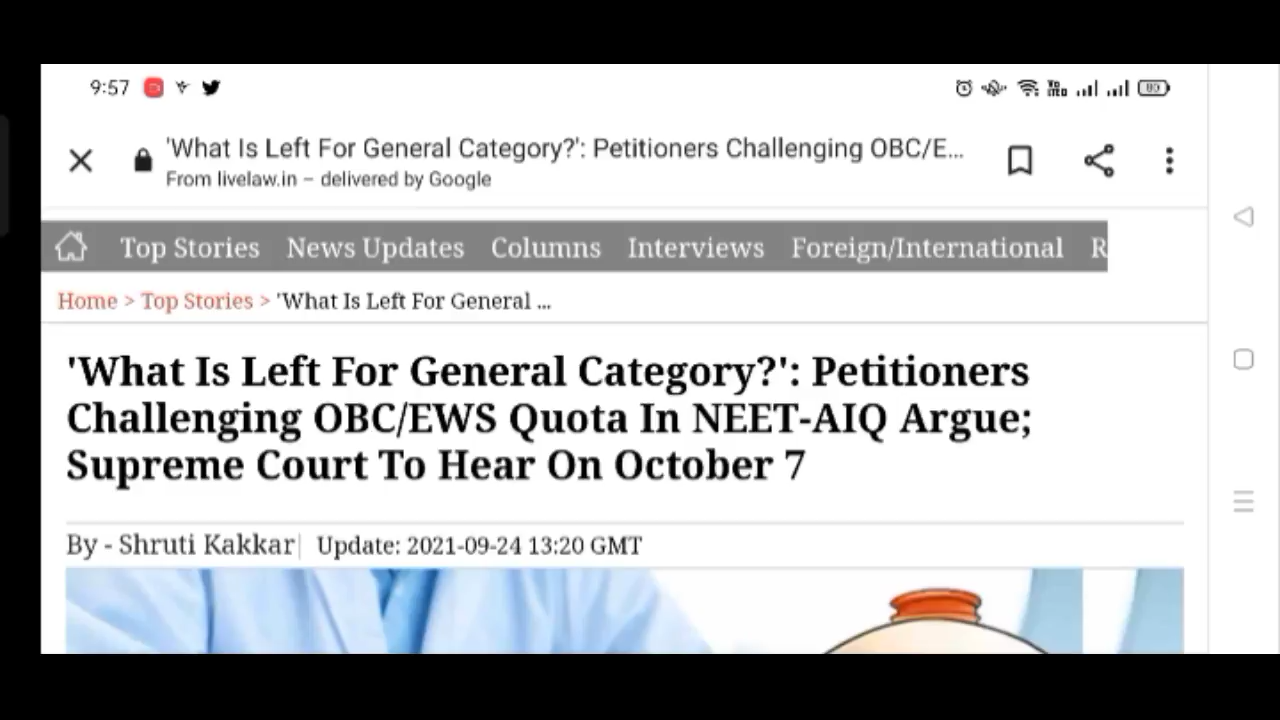 9:57
'What Is Left For General Category?': Petitioners Challenging OBC/E...
From livelaw.in – delivered by Google
Top Stories News Updates Columns Interviews Foreign/International R
Home > Top Stories > 'What Is Left For General ...
'What Is Left For General Category?': Petitioners
Challenging OBC/EWS Quota In NEET-AIQ Argue;
Supreme Court To Hear On October 7
By - Shruti Kakkar| Update: 2021-09-24 13:20 GMT